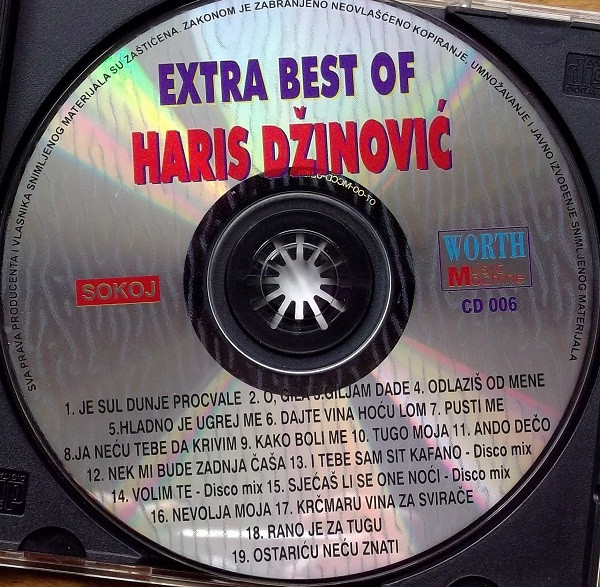 SVA PRAVA PRODUCENTA I VLASNIKA SNIMLJENOG MATERIJALA SU ZAŠTIĆENA. ZAKONOM JE ZABRANJENO NEOVLAŠĆENO KOPIRANJE, UMNOŽAVANJE I JAVNO IZVOĐENJE SNIMLJENOG MATERIJALA
EXTRA BEST OF
HARIS DŽINOVIĆ
SOKOJ
WORTH
CD 006
1. JE SUL DUNJE PROCVALE 2. O, GILA 3.GILJAM DADE 4. ODLAZIŠ OD MENE
5.HLADNO JE UGREJ ME 6. DAJTE VINA HOĆU LOM 7. PUSTI ME
8.JA NEĆU TEBE DA KRIVIM 9. KAKO BOLI ME 10. TUGO MOJA 11. ANDO DEČO
12. NEK MI BUDE ZADNJA ČAŠA 13. I TEBE SAM SIT KAFANO - Disco mix
14. VOLIM TE - Disco mix 15. SJEĆAŠ LI SE ONE NOĆI - Disco mix
16. NEVOLJA MOJA 17. KRČMARU VINA ZA SVIRAČE
18. RANO JE ZA TUGU
19. OSTARIĆU NEĆU ZNATI